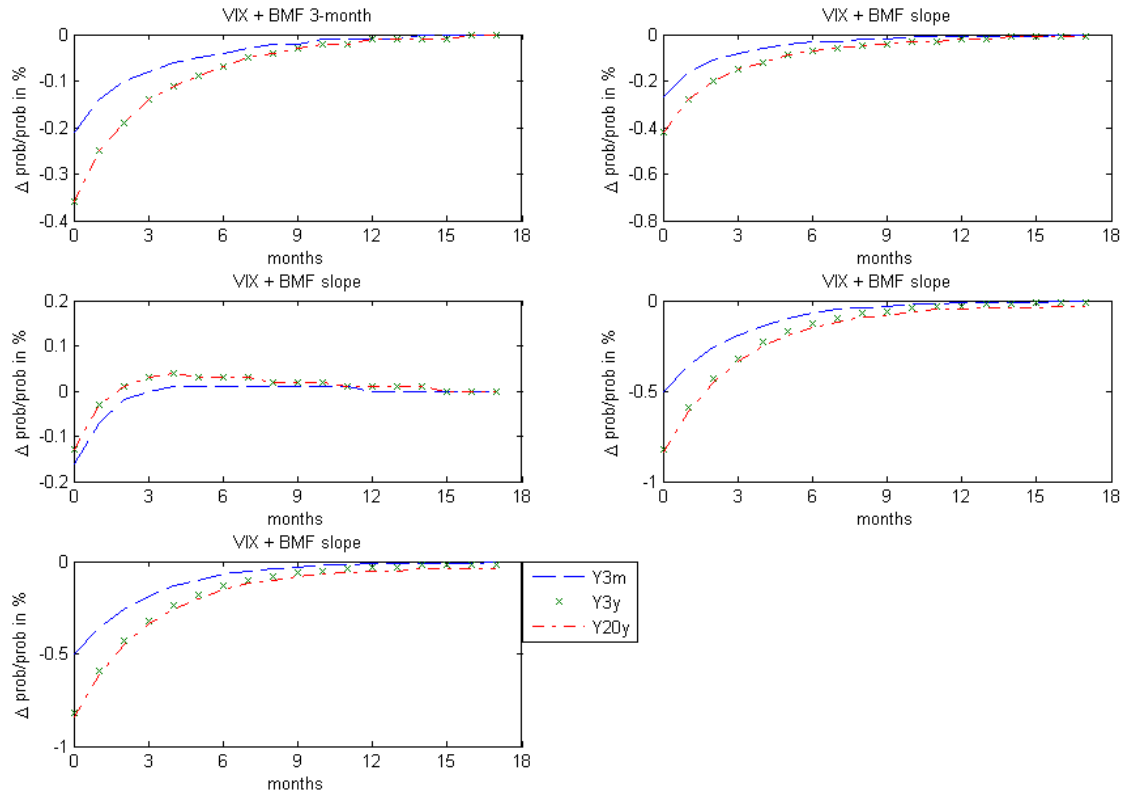 VIX + BMF 3-month
Δ prob/prob in %
0
-0.1
-0.2
-0.3
-0.4
0 3 6 9 12 15 18
months
VIX + BMF slope
Δ prob/prob in %
0
-0.2
-0.4
-0.6
-0.8
0 3 6 9 12 15 18
months
VIX + BMF slope
Δ prob/prob in %
0.2
0.1
0
-0.1
-0.2
0 3 6 9 12 15 18
months
VIX + BMF slope
Δ prob/prob in %
0
-0.5
-1
0 3 6 9 12 15 18
months
VIX + BMF slope
Δ prob/prob in %
0
-0.5
-1
0 3 6 9 12 15 18
months
Y3m
Y3y
Y20y